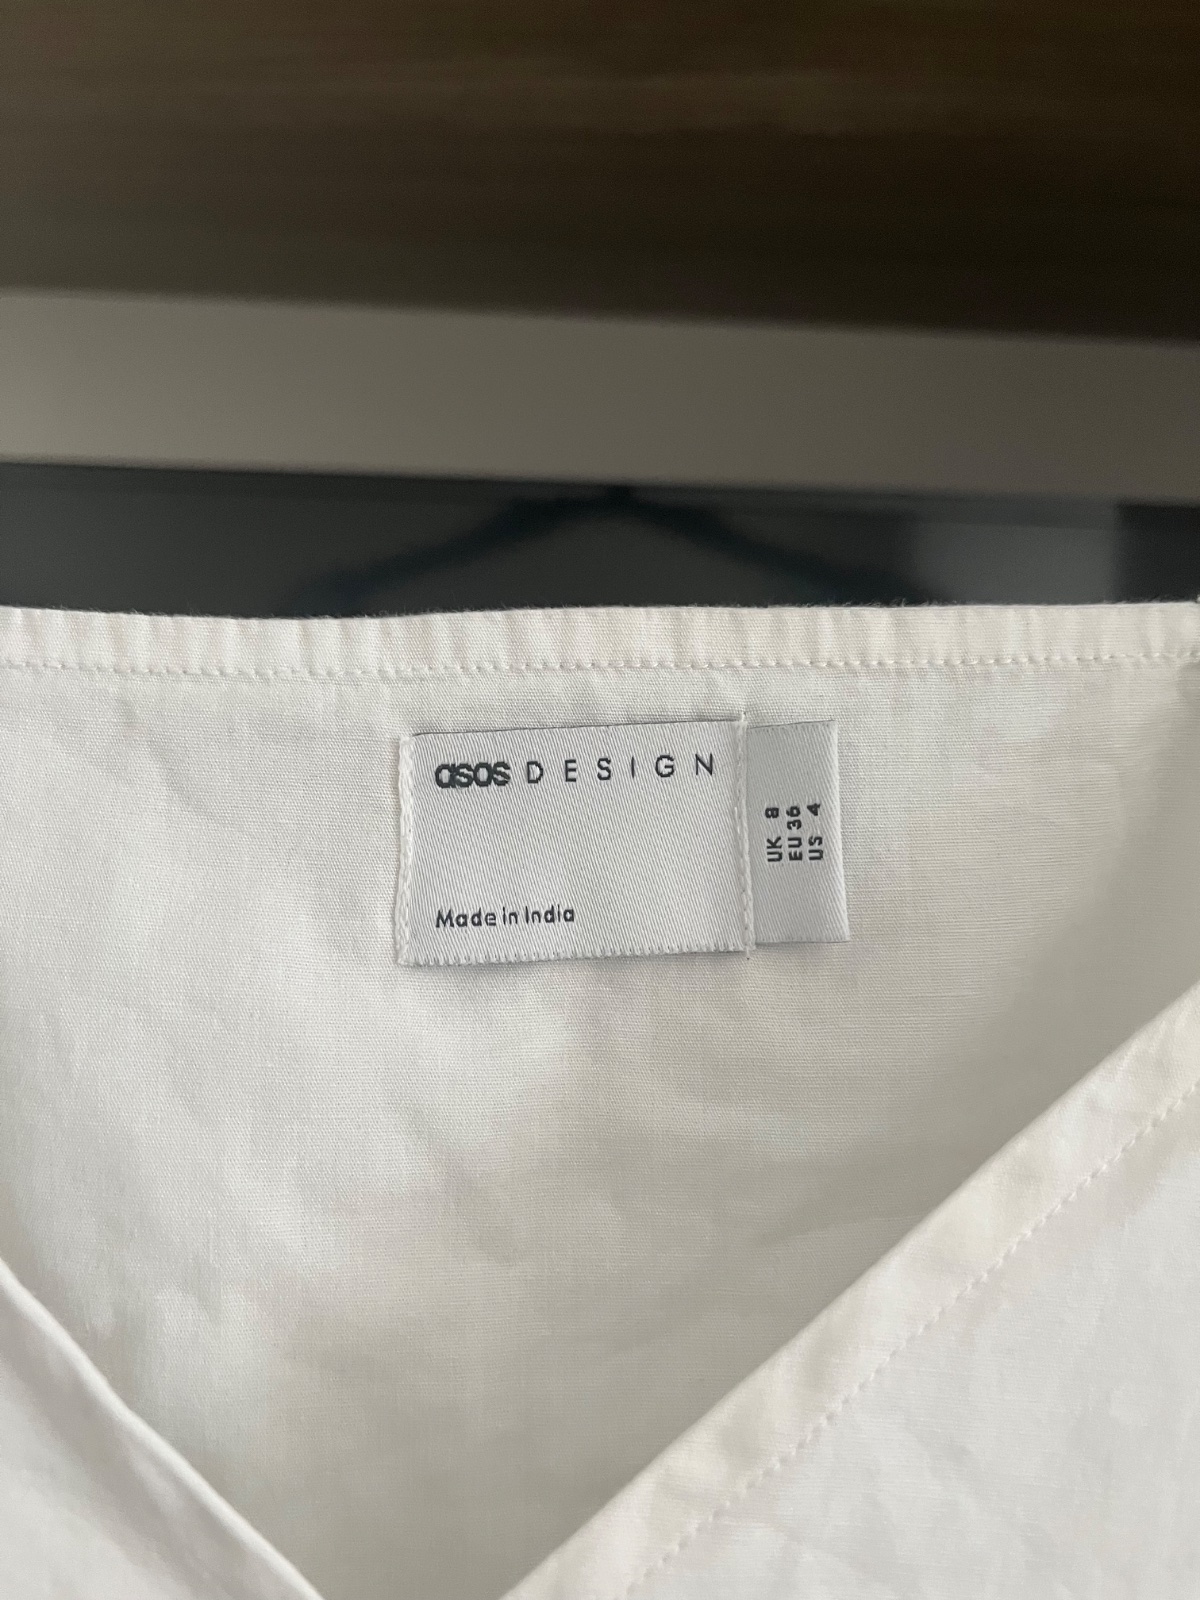 asos DESIGN
Made in India
UK 8
EU 36
US 4